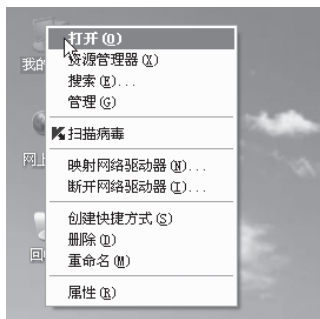 我的
打开(O)
资源管理器(X)
搜索(E)...
管理(G)
扫描病毒
网上
映射网络驱动器(N)...
断开网络驱动器(I)...
创建快捷方式(S)
删除(D)
回
重命名(M)
属性(R)